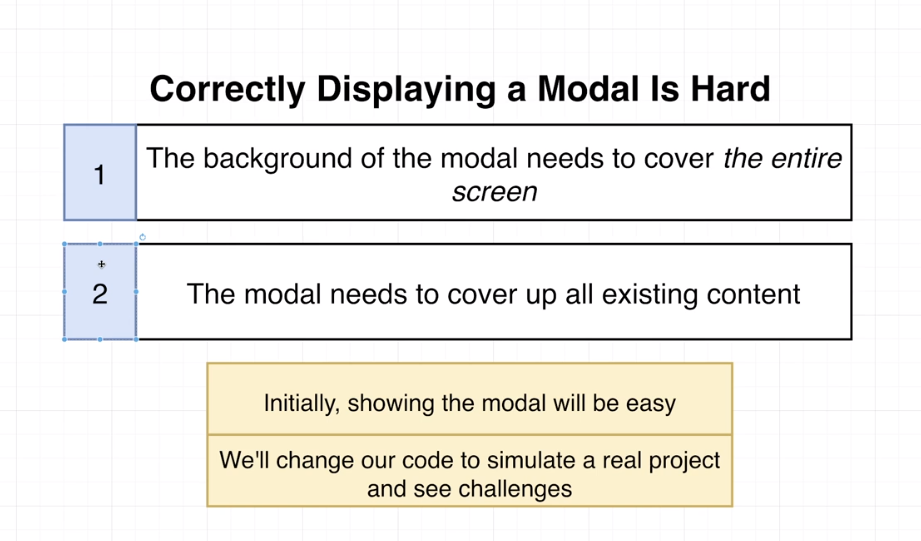 Correctly Displaying a Modal Is Hard
1
The background of the modal needs to cover the entire
screen
2
The modal needs to cover up all existing content
Initially, showing the modal will be easy
We'll change our code to simulate a real project
and see challenges